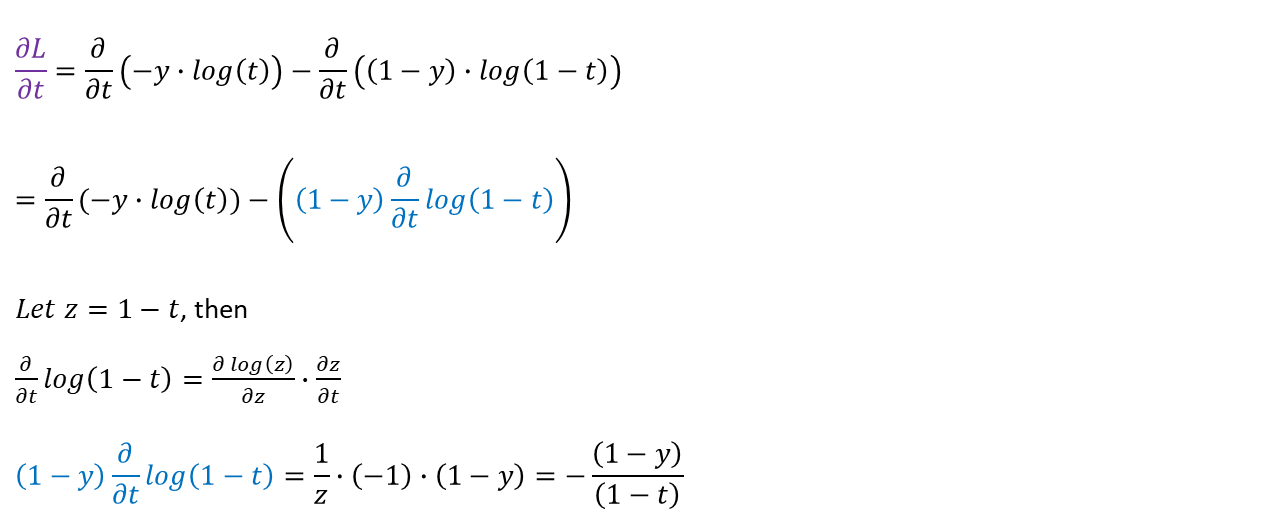 ∂L/∂t = ∂/∂t (−y · log(t)) − ∂/∂t ((1 − y) · log(1 − t))
= ∂/∂t (−y · log(t)) − ((1 − y) ∂/∂t log(1 − t))
Let z = 1 − t, then
∂/∂t log(1 − t) = ∂ log(z)/∂z · ∂z/∂t
(1 − y) ∂/∂t log(1 − t) = 1/z · (−1) · (1 − y) = − (1 − y)/(1 − t)